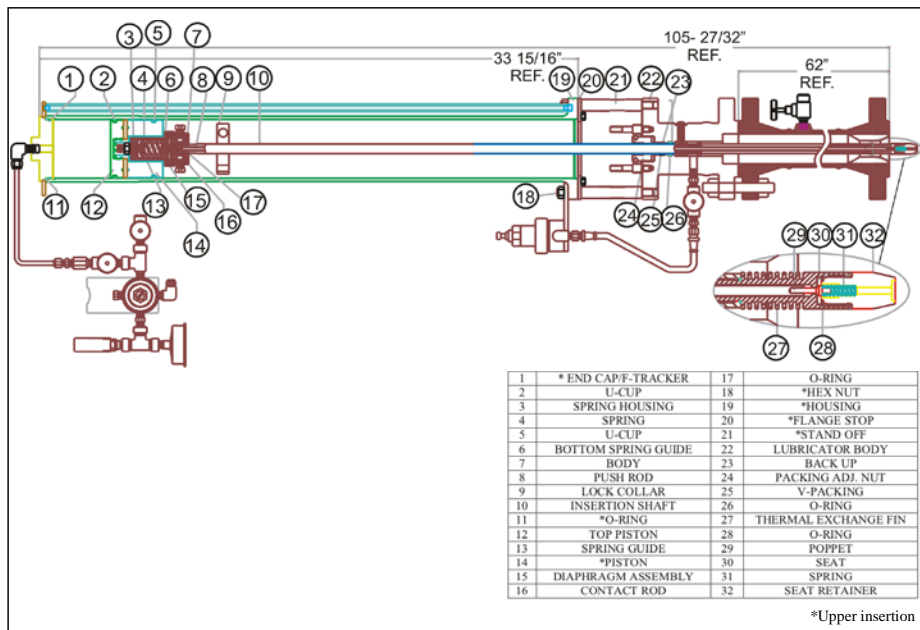 105- 27/32"
REF.
33 15/16"
REF.
62"
REF.
3 5 7
1 2 4 6 8 9 10 19 20 21 22 23
11 12 13 15 16 17 18 24 25 26
14
29 30 31 32
27 28
1 * END CAP/F-TRACKER 17 O-RING
2 U-CUP 18 *HEX NUT
3 SPRING HOUSING 19 *HOUSING
4 SPRING 20 *FLANGE STOP
5 U-CUP 21 *STAND OFF
6 BOTTOM SPRING GUIDE 22 LUBRICATOR BODY
7 BODY 23 BACK UP
8 PUSH ROD 24 PACKING ADJ. NUT
9 LOCK COLLAR 25 V-PACKING
10 INSERTION SHAFT 26 O-RING
11 *O-RING 27 THERMAL EXCHANGE FIN
12 TOP PISTON 28 O-RING
13 SPRING GUIDE 29 POPPET
14 *PISTON 30 SEAT
15 DIAPHRAGM ASSEMBLY 31 SPRING
16 CONTACT ROD 32 SEAT RETAINER
*Upper insertion